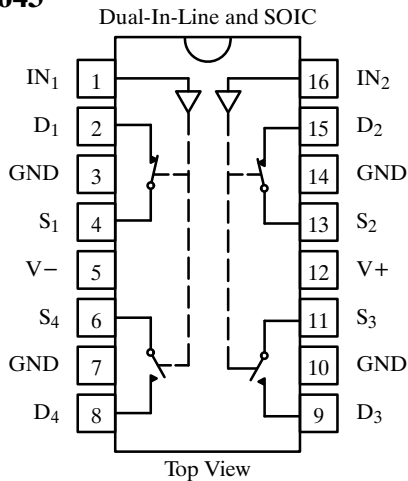 Dual-In-Line and SOIC
IN1 1 16 IN2
D1 2 15 D2
GND 3 14 GND
S1 4 13 S2
V− 5 12 V+
S4 6 11 S3
GND 7 10 GND
D4 8 9 D3
Top View